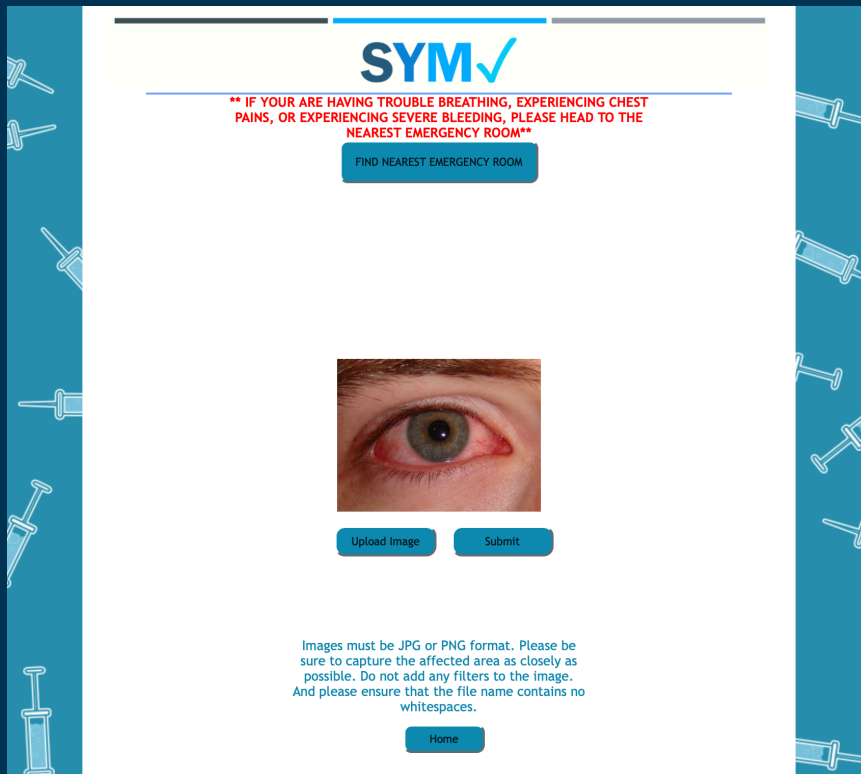 SYM✓
** IF YOUR ARE HAVING TROUBLE BREATHING, EXPERIENCING CHEST
PAINS, OR EXPERIENCING SEVERE BLEEDING, PLEASE HEAD TO THE
NEAREST EMERGENCY ROOM**
FIND NEAREST EMERGENCY ROOM
Upload Image
Submit
Images must be JPG or PNG format. Please be
sure to capture the affected area as closely as
possible. Do not add any filters to the image.
And please ensure that the file name contains no
whitespaces.
Home